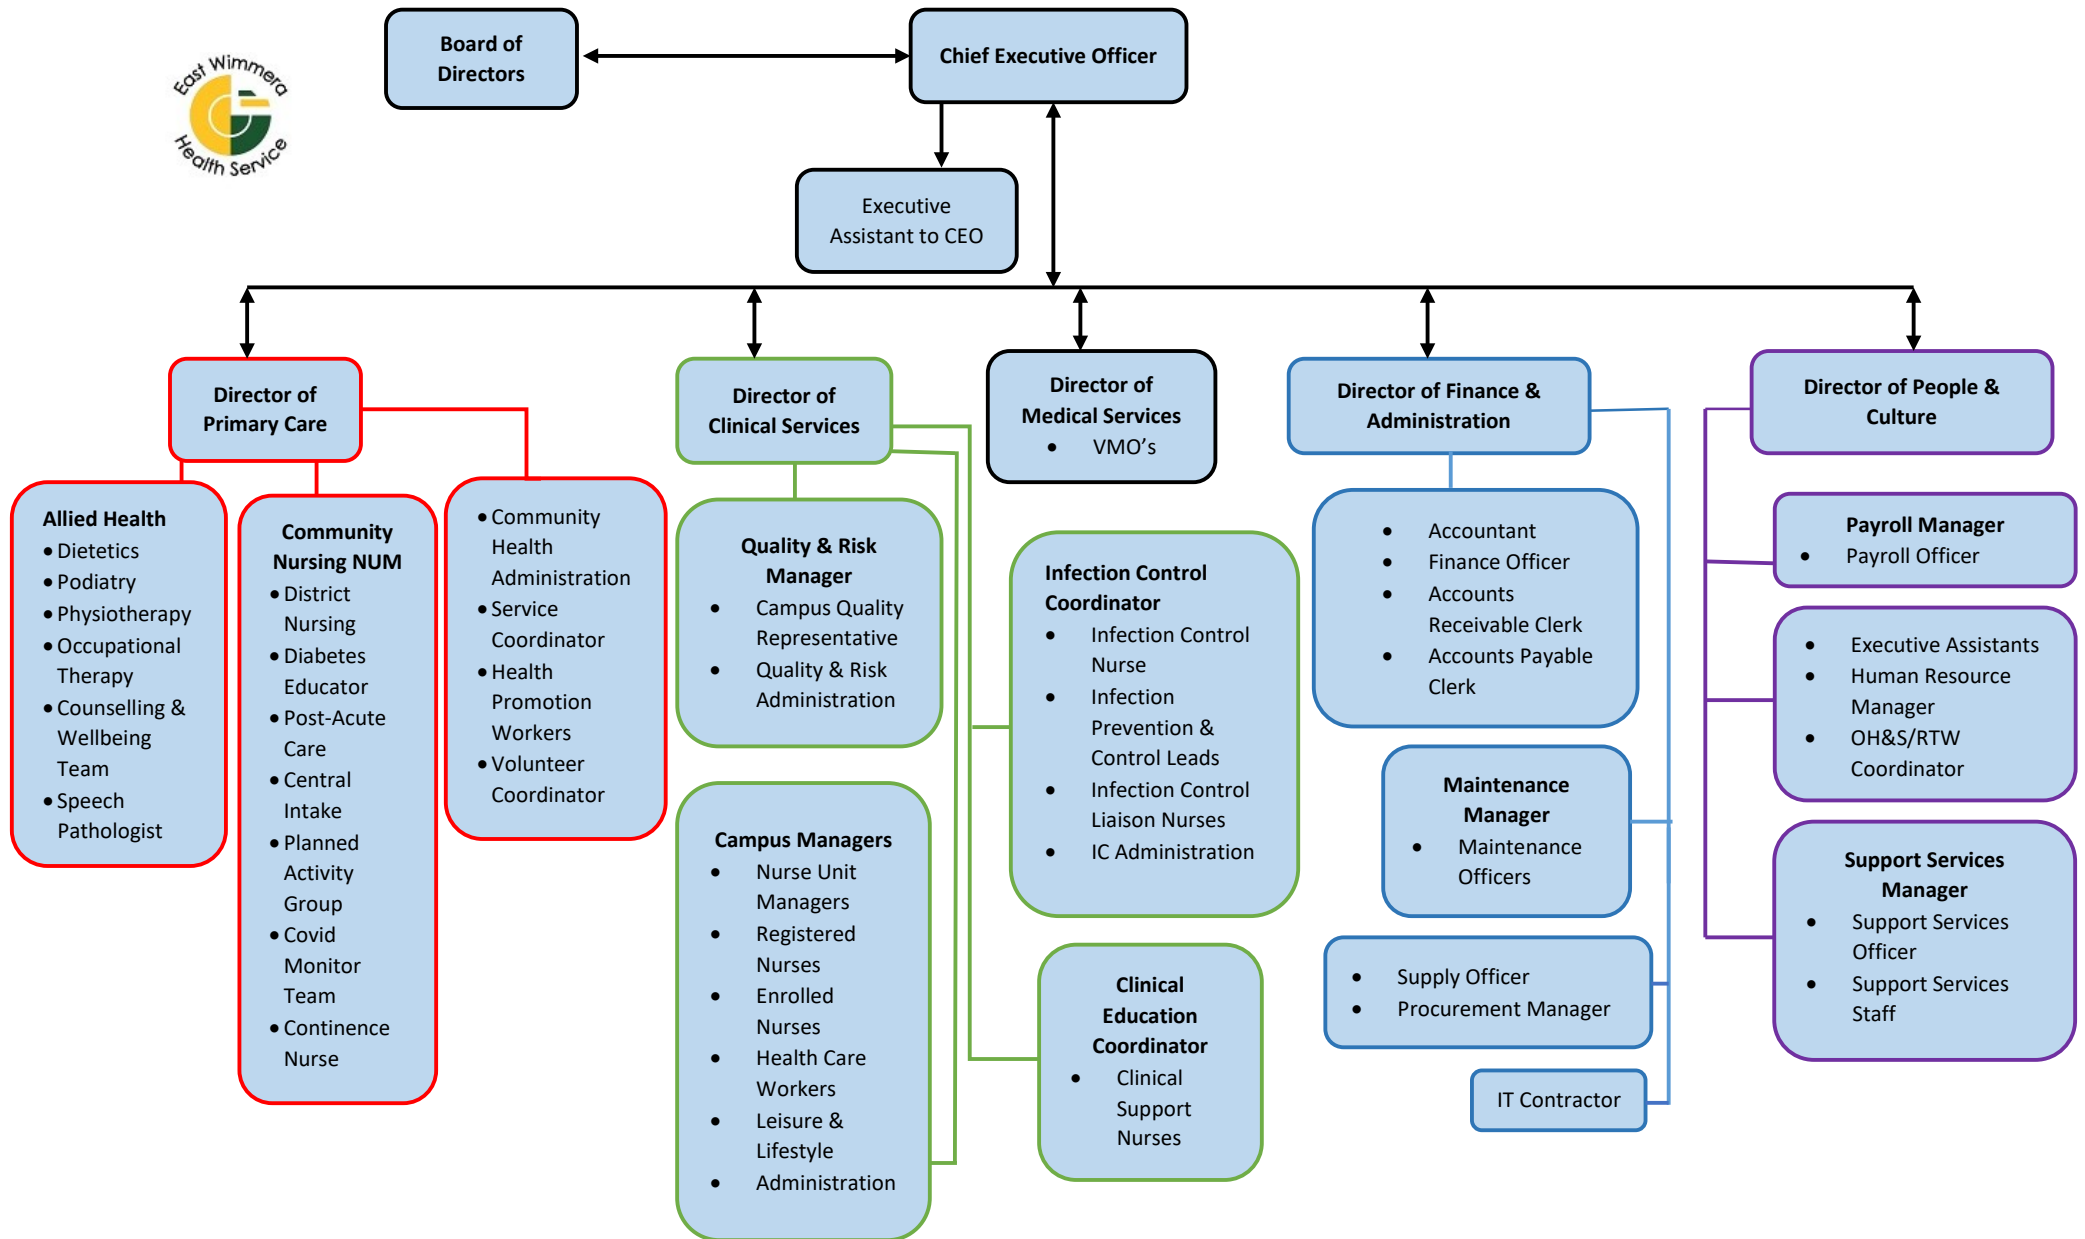 East Wimmera
Health Service
Board of
Directors
Chief Executive Officer
Executive
Assistant to CEO
Director of
Primary Care
Director of
Clinical Services
Director of
Medical Services
• VMO's
Director of Finance &
Administration
Director of People &
Culture
Allied Health
• Dietetics
• Podiatry
• Physiotherapy
• Occupational
Therapy
• Counselling &
Wellbeing
Team
• Speech
Pathologist
Community
Nursing NUM
• District
Nursing
• Diabetes
Educator
• Post-Acute
Care
• Central
Intake
• Planned
Activity
Group
• Covid
Monitor
Team
• Continence
Nurse
• Community
Health
Administration
• Service
Coordinator
• Health
Promotion
Workers
• Volunteer
Coordinator
Quality & Risk
Manager
• Campus Quality
Representative
• Quality & Risk
Administration
Campus Managers
• Nurse Unit
Managers
• Registered
Nurses
• Enrolled
Nurses
• Health Care
Workers
• Leisure &
Lifestyle
• Administration
Infection Control
Coordinator
• Infection Control
Nurse
• Infection
Prevention &
Control Leads
• Infection Control
Liaison Nurses
• IC Administration
Clinical
Education
Coordinator
• Clinical
Support
Nurses
• Accountant
• Finance Officer
• Accounts
Receivable Clerk
• Accounts Payable
Clerk
Maintenance
Manager
• Maintenance
Officers
• Supply Officer
• Procurement Manager
IT Contractor
Payroll Manager
• Payroll Officer
• Executive Assistants
• Human Resource
Manager
• OH&S/RTW
Coordinator
Support Services
Manager
• Support Services
Officer
• Support Services
Staff